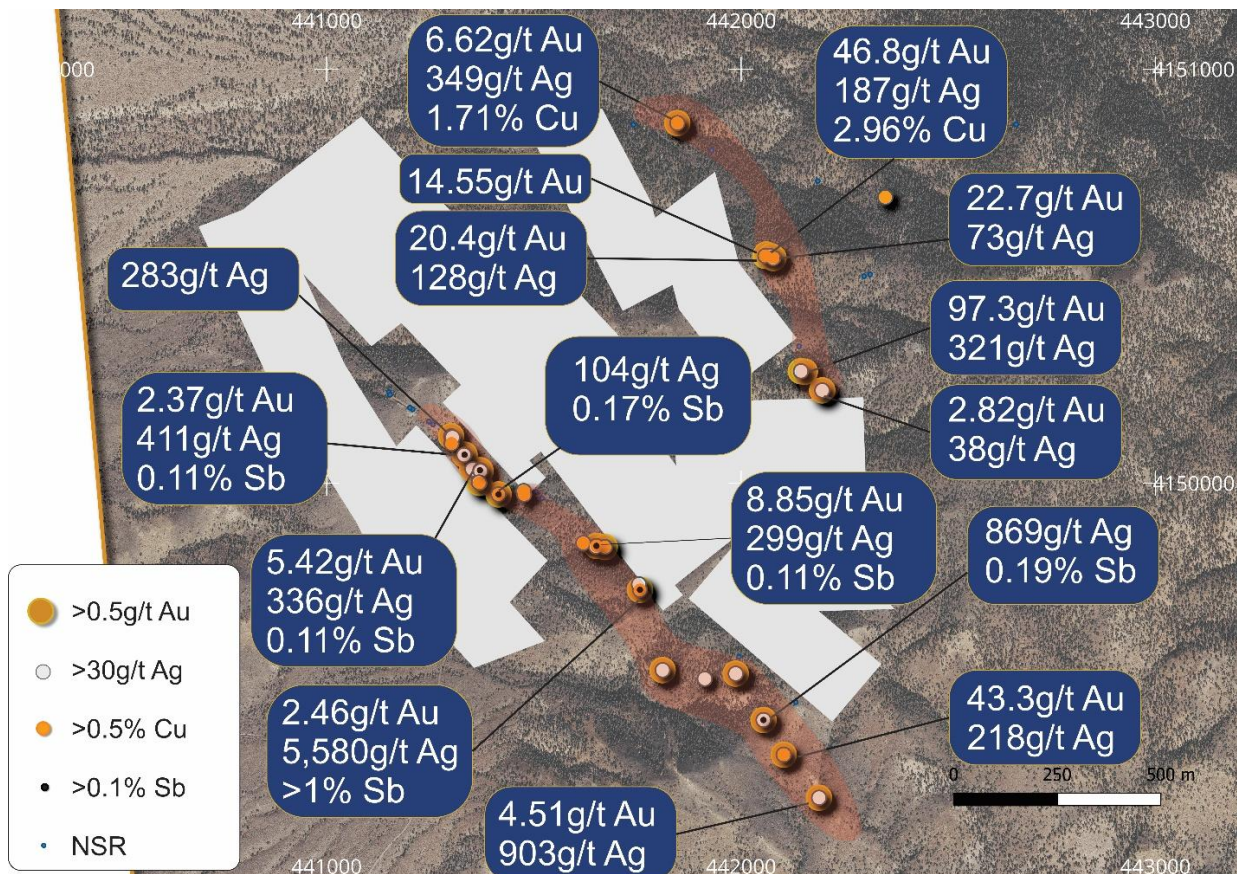 441000
442000
443000
000
4151000
6.62g/t Au
349g/t Ag
1.71% Cu
46.8g/t Au
187g/t Ag
2.96% Cu
14.55g/t Au
20.4g/t Au
128g/t Ag
22.7g/t Au
73g/t Ag
283g/t Ag
97.3g/t Au
321g/t Ag
104g/t Ag
0.17% Sb
2.37g/t Au
411g/t Ag
0.11% Sb
2.82g/t Au
38g/t Ag
4150000
8.85g/t Au
299g/t Ag
0.11% Sb
869g/t Ag
0.19% Sb
5.42g/t Au
336g/t Ag
0.11% Sb
2.46g/t Au
5,580g/t Ag
>1% Sb
43.3g/t Au
218g/t Ag
4.51g/t Au
903g/t Ag
>0.5g/t Au
>30g/t Ag
>0.5% Cu
>0.1% Sb
NSR
0
250
500 m
441000
442000
443000